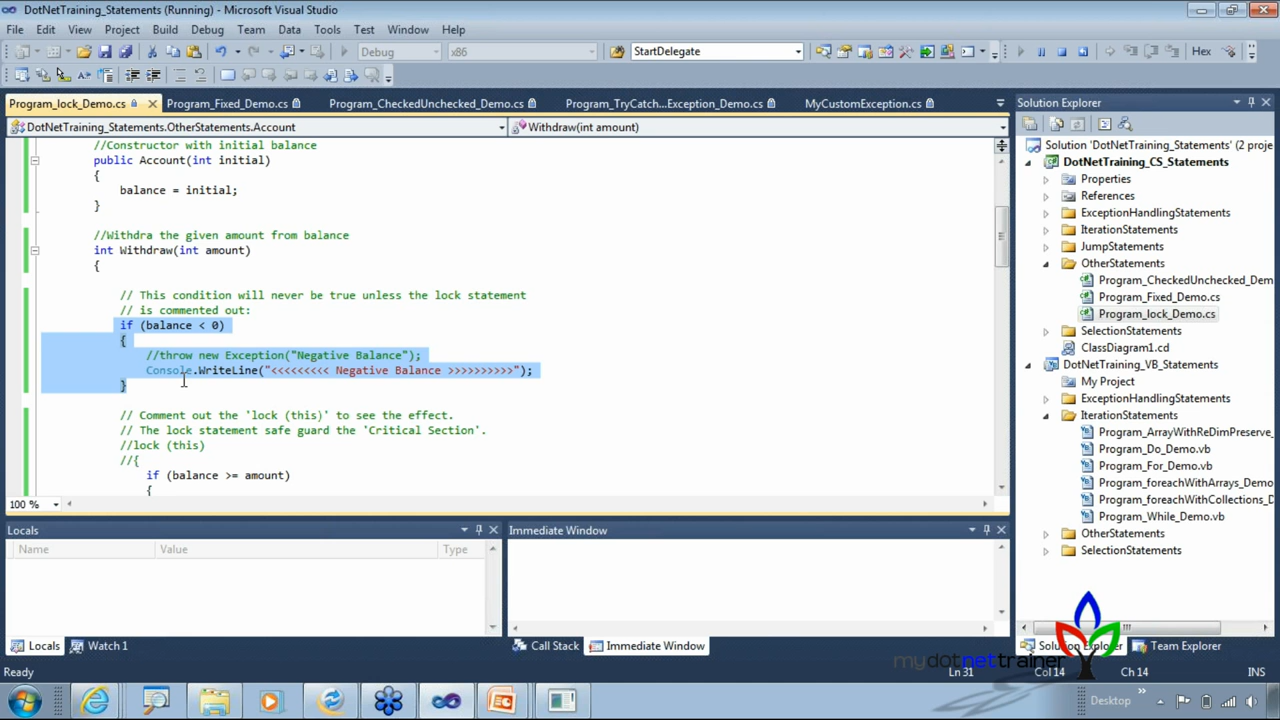 DotNetTraining_Statements (Running) - Microsoft Visual Studio
File Edit View Project Build Debug Team Data Tools Test Window Help
Debug x86 StartDelegate Hex
Program_lock_Demo.cs Program_Fixed_Demo.cs Program_CheckedUnchecked_Demo.cs Program_TryCatch...Exception_Demo.cs MyCustomException.cs
DotNetTraining_Statements.OtherStatements.Account Withdraw(int amount)
//Constructor with initial balance
public Account(int initial)
{
balance = initial;
}
//Withdra the given amount from balance
int Withdraw(int amount)
{
// This condition will never be true unless the lock statement
// is commented out:
if (balance < 0)
{
//throw new Exception("Negative Balance");
Console.WriteLine("<<<<<<<<< Negative Balance >>>>>>>>>>");
}
// Comment out the 'lock (this)' to see the effect.
// The lock statement safe guard the 'Critical Section'.
//lock (this)
//{
if (balance >= amount)
{
100 %
Locals
Name Value Type
Locals Watch 1
Immediate Window
Call Stack Immediate Window
Solution Explorer
Solution 'DotNetTraining_Statements' (2 proje
DotNetTraining_CS_Statements
Properties
References
ExceptionHandlingStatements
IterationStatements
JumpStatements
OtherStatements
Program_CheckedUnchecked_Dem
Program_Fixed_Demo.cs
Program_lock_Demo.cs
SelectionStatements
ClassDiagram1.cd
DotNetTraining_VB_Statements
My Project
ExceptionHandlingStatements
IterationStatements
Program_ArrayWithReDimPreserve_
Program_Do_Demo.vb
Program_For_Demo.vb
Program_foreachWithArrays_Demo
Program_foreachWithCollections_D
Program_While_Demo.vb
OtherStatements
SelectionStatements
Solution Explorer Team Explorer
mydotnettrainer
Ready Ln 31 Col 14 Ch 14 INS
Desktop